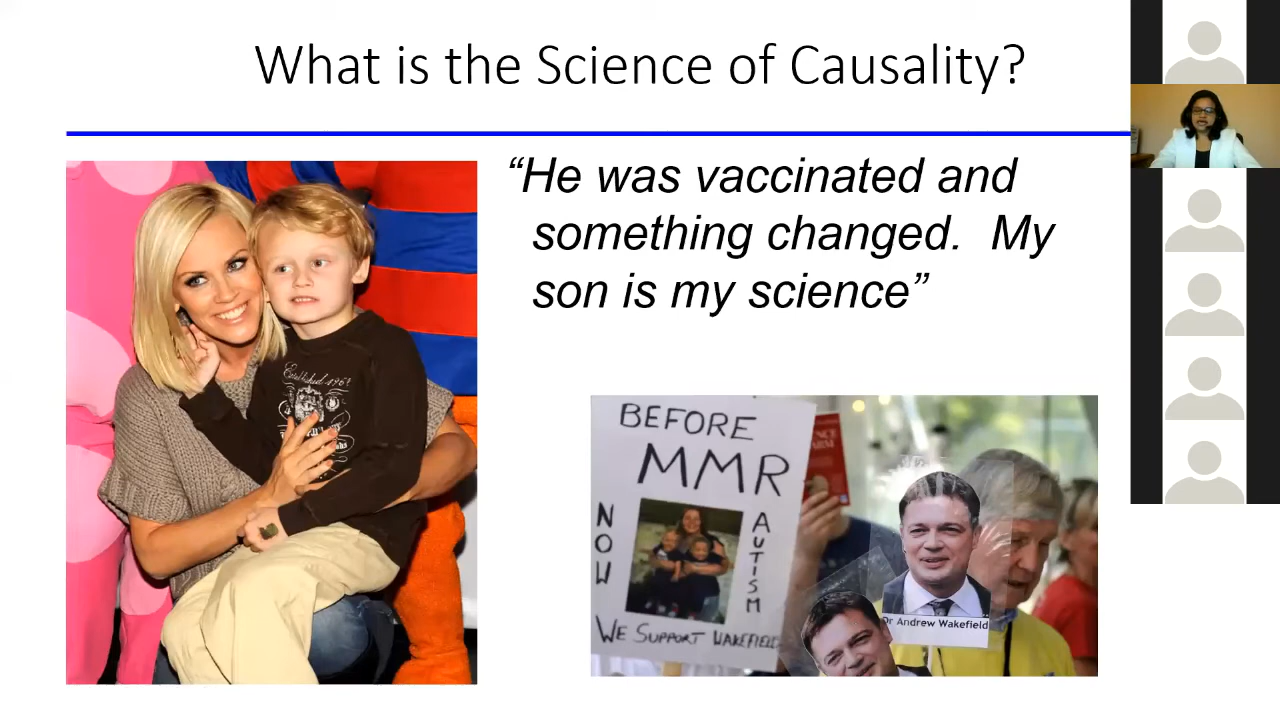 What is the Science of Causality?
“He was vaccinated and
something changed. My
son is my science”
Established 1967
BEFORE
MMR
NOW
AUTISM
WE SUPPORT WAKEFIELD
Dr Andrew Wakefield